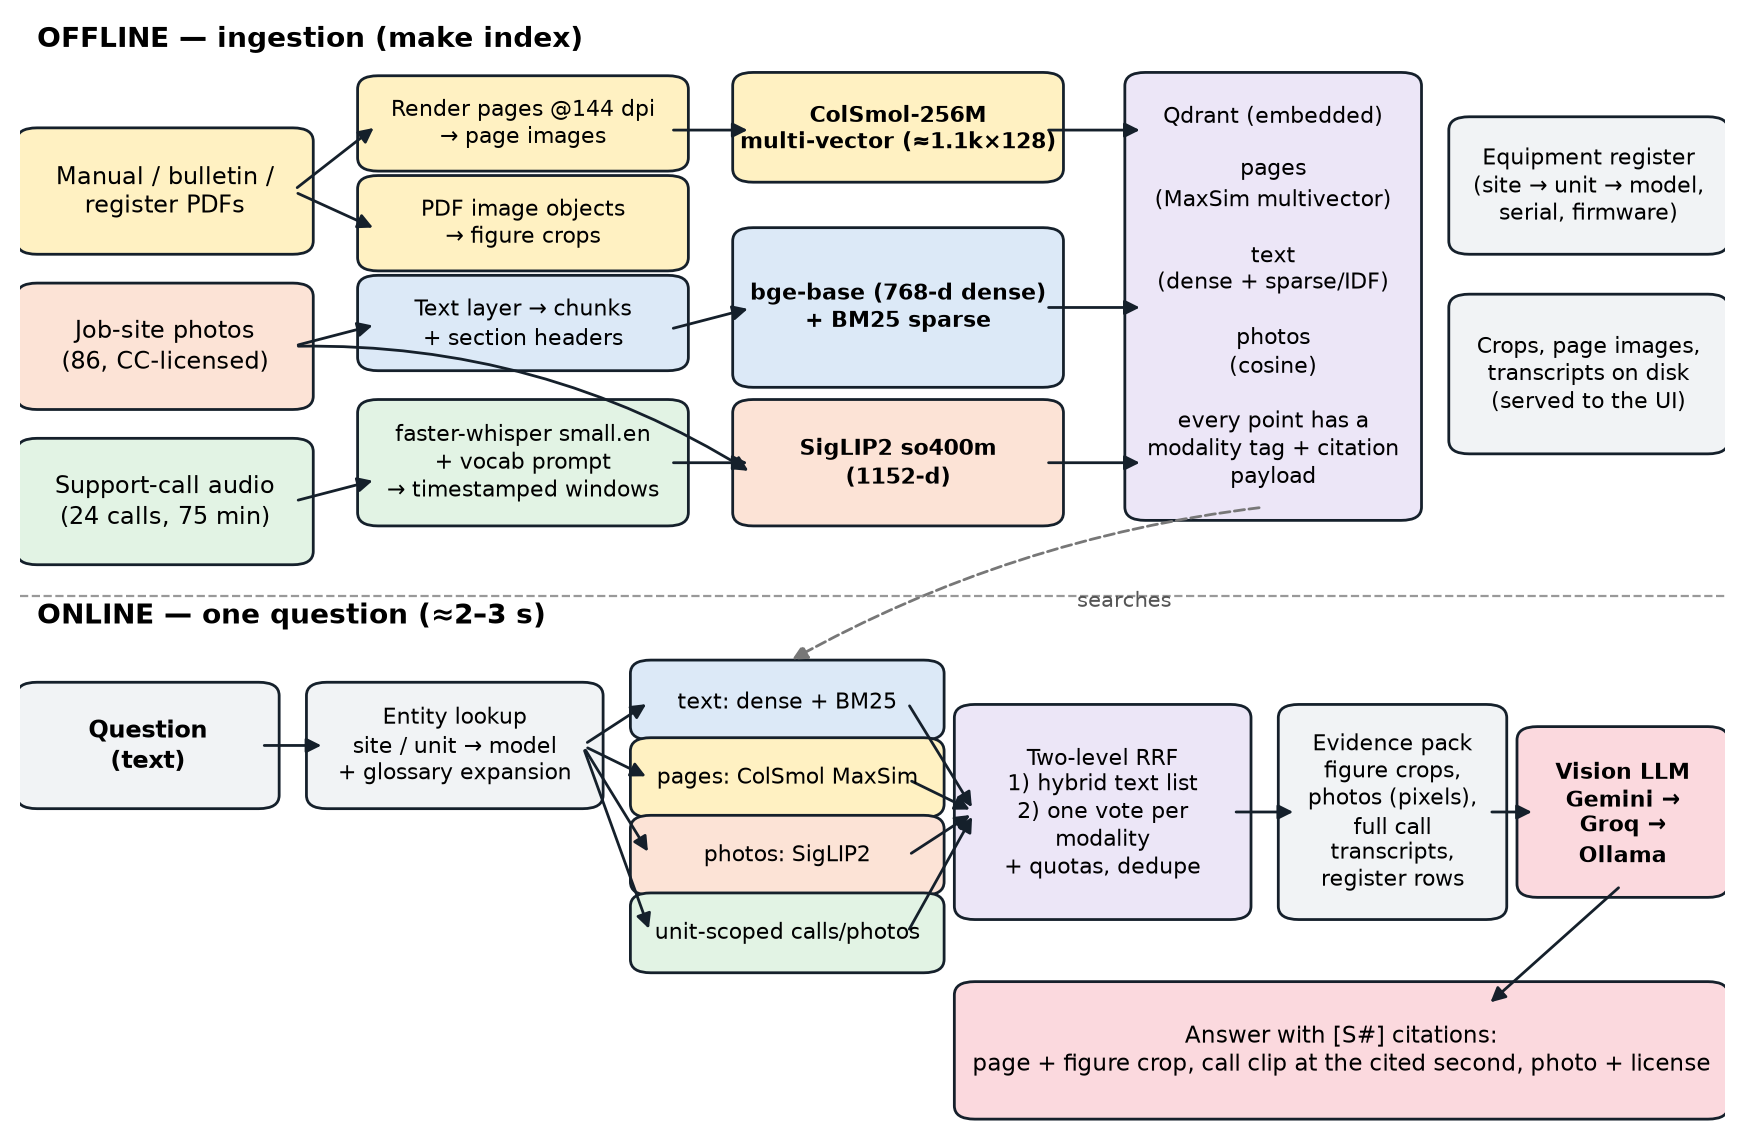 OFFLINE — ingestion (make index)
Manual / bulletin /
register PDFs
Job-site photos
(86, CC-licensed)
Support-call audio
(24 calls, 75 min)
Render pages @144 dpi
→ page images
PDF image objects
→ figure crops
Text layer → chunks
+ section headers
faster-whisper small.en
+ vocab prompt
→ timestamped windows
ColSmol-256M
multi-vector (≈1.1k×128)
bge-base (768-d dense)
+ BM25 sparse
SigLIP2 so400m
(1152-d)
Qdrant (embedded)
pages
(MaxSim multivector)
text
(dense + sparse/IDF)
photos
(cosine)
every point has a
modality tag + citation
payload
Equipment register
(site → unit → model,
serial, firmware)
Crops, page images,
transcripts on disk
(served to the UI)
searches
ONLINE — one question (≈2–3 s)
Question
(text)
Entity lookup
site / unit → model
+ glossary expansion
text: dense + BM25
pages: ColSmol MaxSim
photos: SigLIP2
unit-scoped calls/photos
Two-level RRF
1) hybrid text list
2) one vote per
modality
+ quotas, dedupe
Evidence pack
figure crops,
photos (pixels),
full call
transcripts,
register rows
Vision LLM
Gemini →
Groq →
Ollama
Answer with [S#] citations:
page + figure crop, call clip at the cited second, photo + license